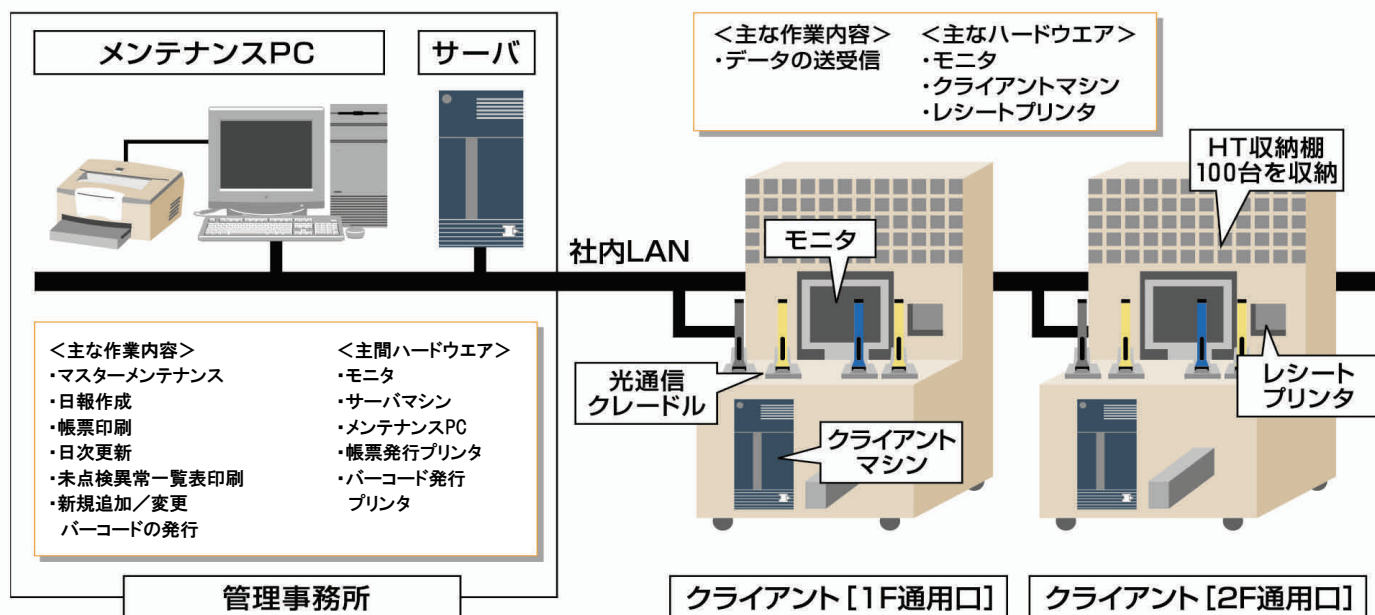 メンテナンスPC
サーバ
<主な作業内容>
・データの送受信
<主なハードウエア>
・モニタ
・クライアントマシン
・レシートプリンタ
HT収納棚
100台を収納
モニタ
社内LAN
<主な作業内容>
・マスターメンテナンス
・日報作成
・帳票印刷
・日次更新
・未点検異常一覧表印刷
・新規追加／変更
バーコードの発行
<主間ハードウエア>
・モニタ
・サーバマシン
・メンテナンスPC
・帳票発行プリンタ
・バーコード発行
プリンタ
光通信
クレードル
レシート
プリンタ
クライアント
マシン
管理事務所
クライアント［1F通用口］
クライアント［2F通用口］